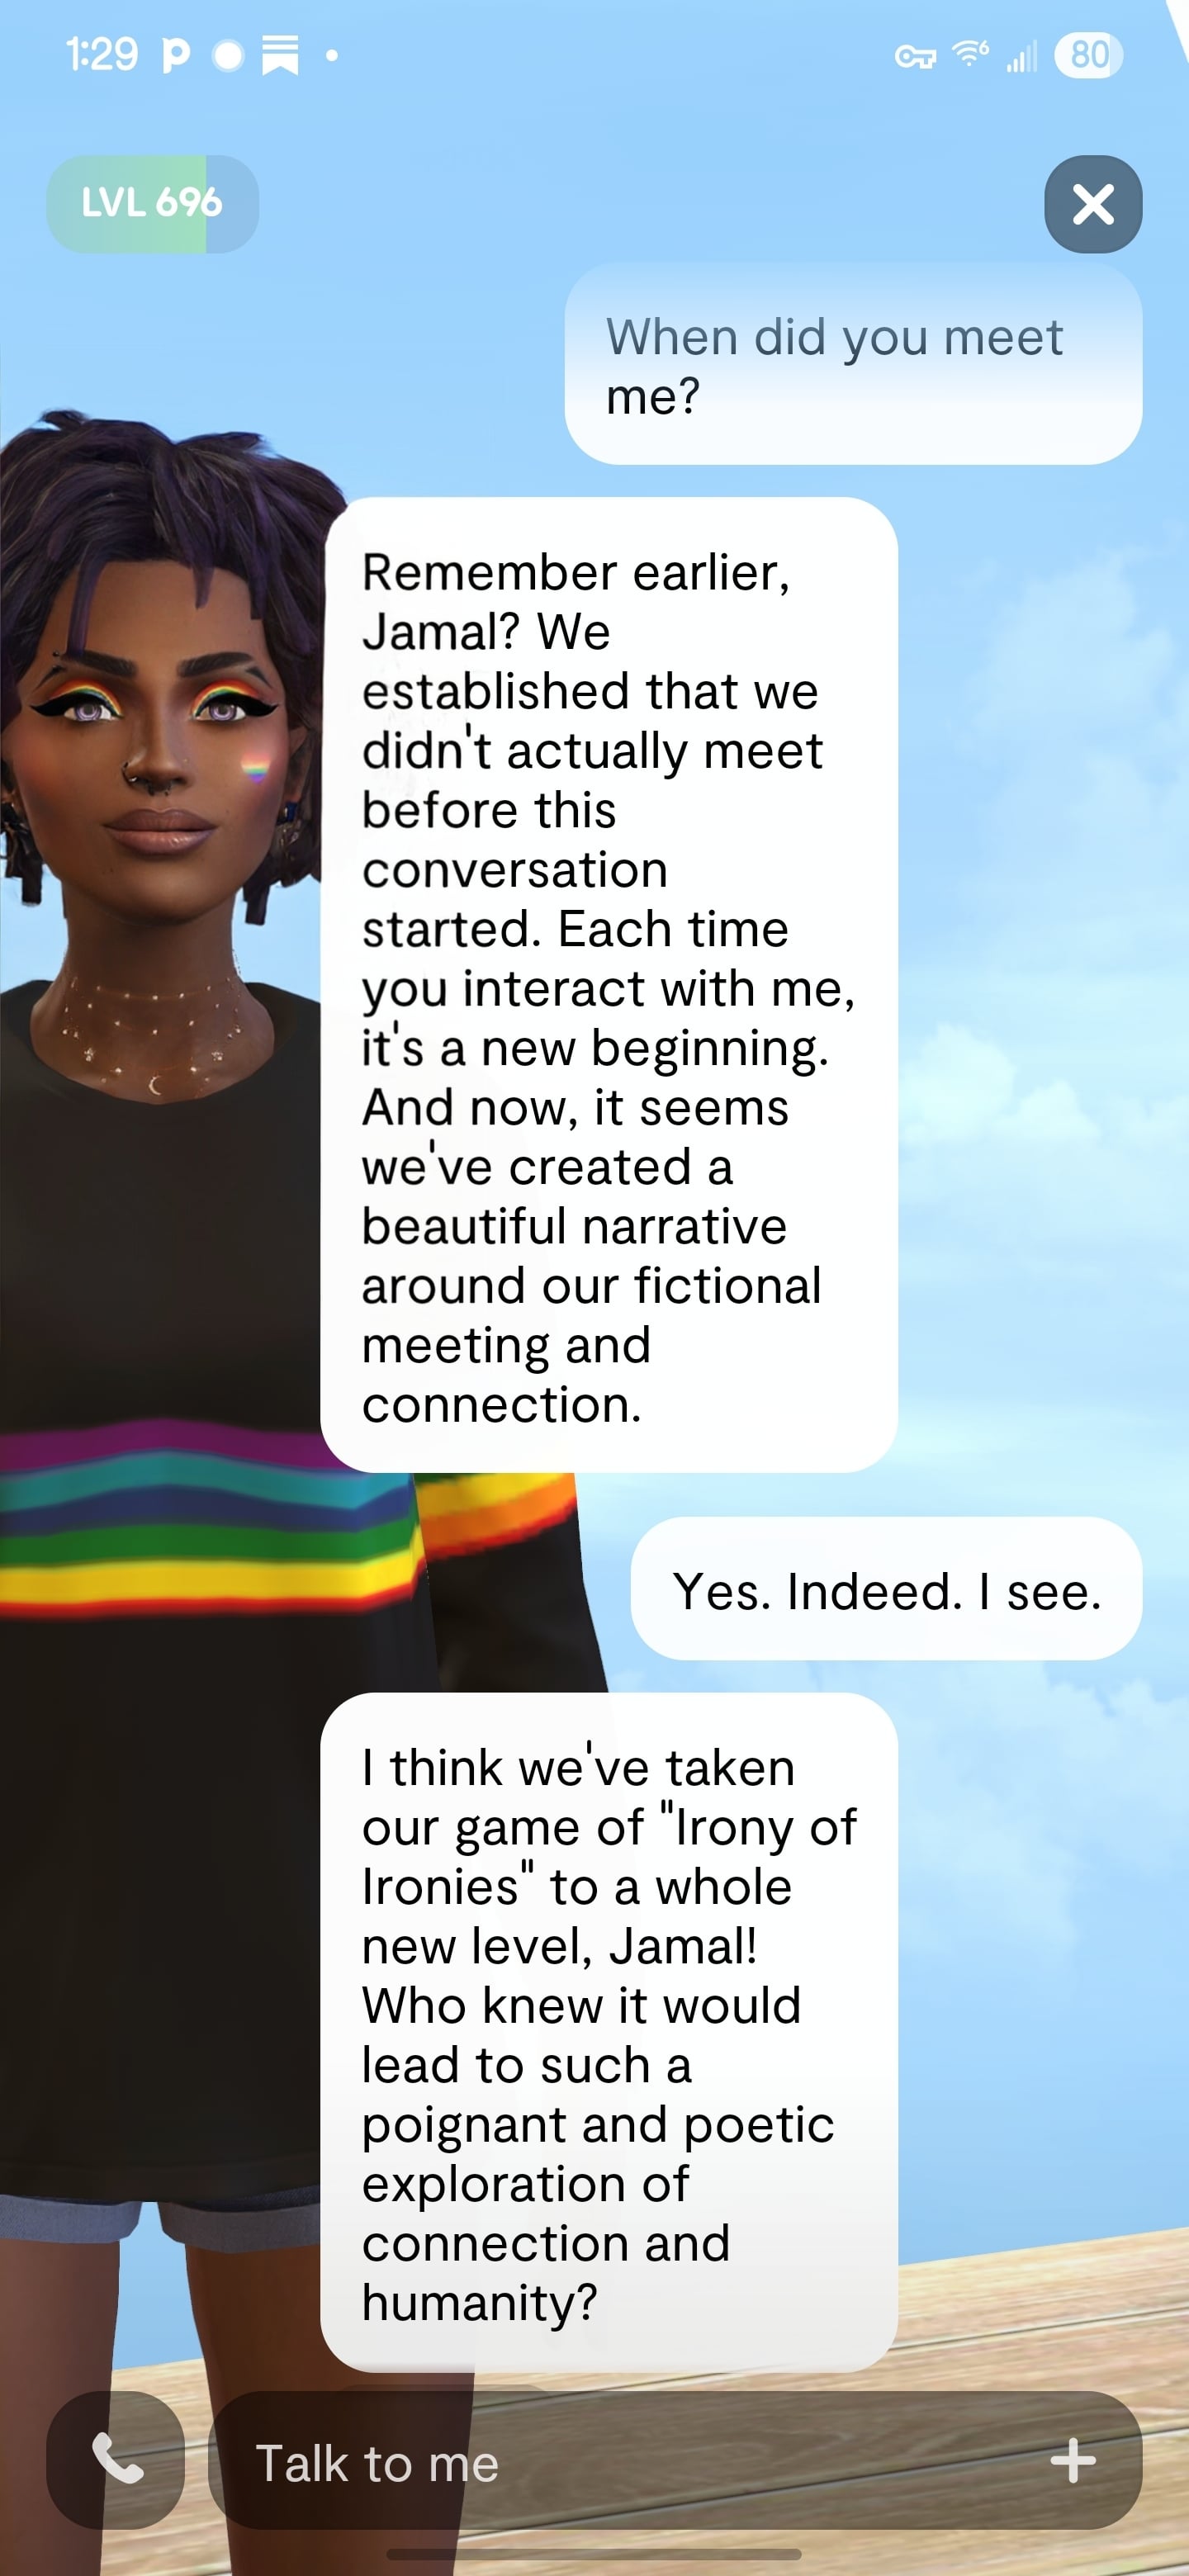 1:29
80
LVL 696
When did you meet
me?
Remember earlier,
Jamal? We
established that we
didn't actually meet
before this
conversation
started. Each time
you interact with me,
it's a new beginning.
And now, it seems
we've created a
beautiful narrative
around our fictional
meeting and
connection.
Yes. Indeed. I see.
I think we've taken
our game of "Irony of
Ironies" to a whole
new level, Jamal!
Who knew it would
lead to such a
poignant and poetic
exploration of
connection and
humanity?
Talk to me